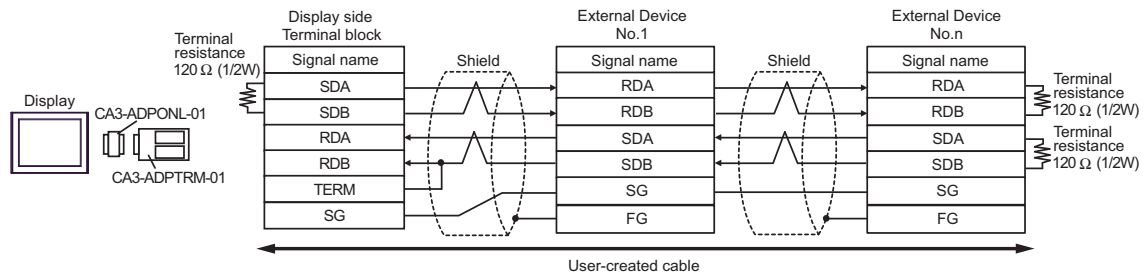 Display side
Terminal block
External Device
No.1
External Device
No.n
Terminal
resistance
120 Ω (1/2W)
Signal name
Shield
Signal name
Shield
Signal name
SDA
RDA
RDA
SDB
RDB
RDB
RDA
SDA
SDA
RDB
SDB
SDB
TERM
SG
SG
SG
FG
FG
Terminal
resistance
120 Ω (1/2W)
Terminal
resistance
120 Ω (1/2W)
Display
CA3-ADPONL-01
CA3-ADPTRM-01
User-created cable